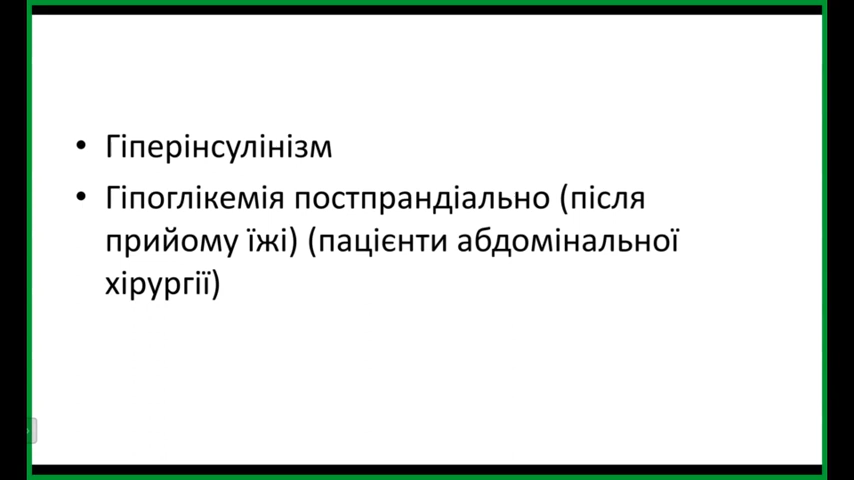 • Гіперінсулінізм
• Гіпоглікемія постпрандіально (після
прийому їжі) (пацієнти абдомінальної
хірургії)